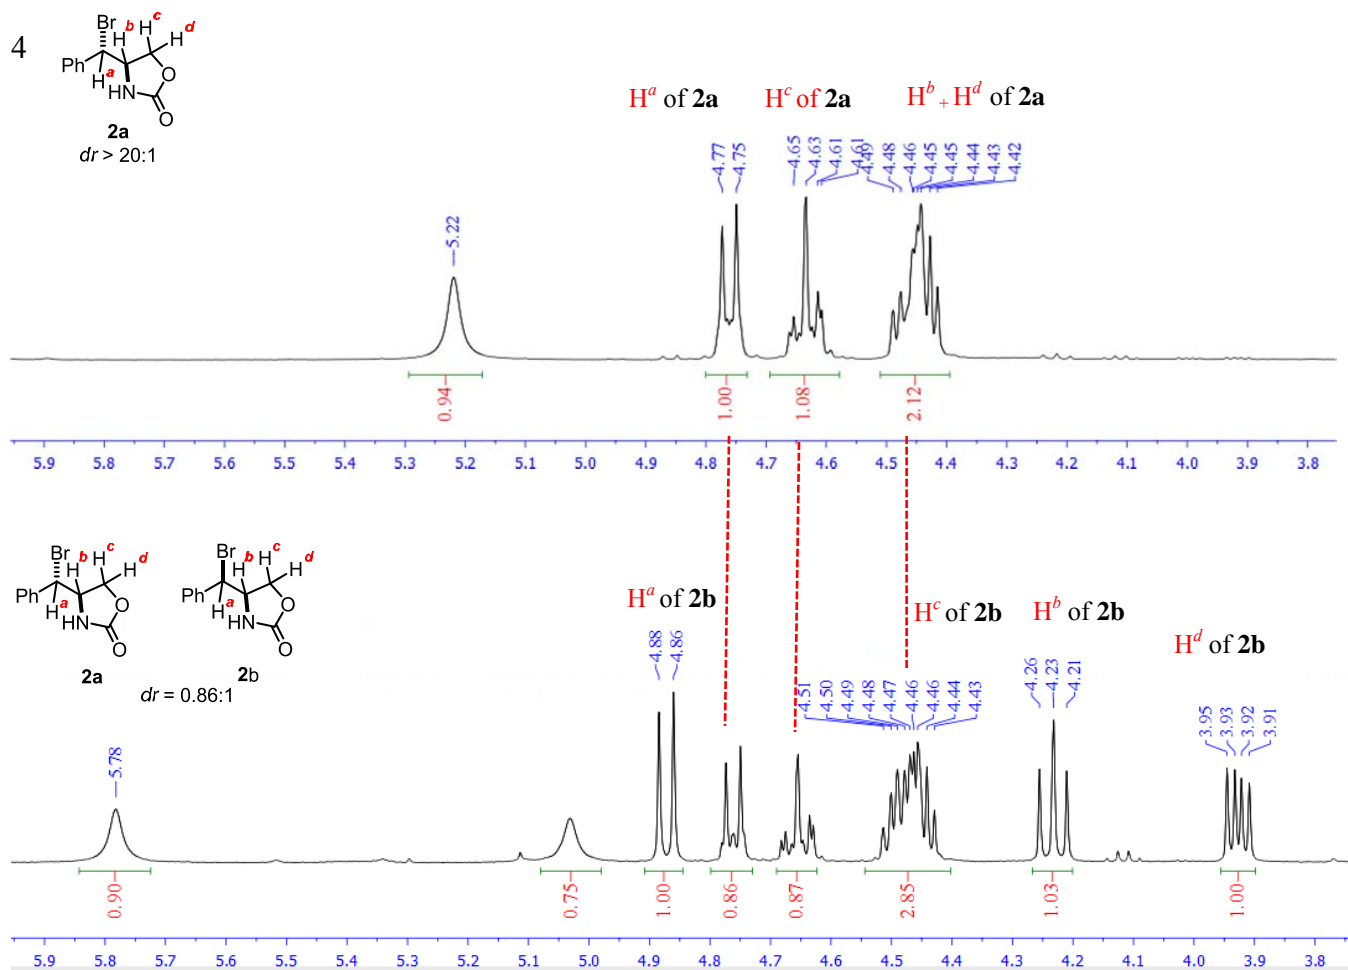 4
Br
H b
H c
H d
Ph
H a
O
HN
O
2a
dr > 20:1
Hᵃ of 2a
Hᶜ of 2a
Hᵇ + Hᵈ of 2a
5.22
4.77
4.75
4.65
4.63
4.61
4.61
4.49
4.48
4.46
4.45
4.45
4.44
4.43
4.42
0.94
1.00
1.08
2.12
5.9 5.8 5.7 5.6 5.5 5.4 5.3 5.2 5.1 5.0 4.9 4.8 4.7 4.6 4.5 4.4 4.3 4.2 4.1 4.0 3.9 3.8
Br
H b
H c
H d
Ph
H a
O
HN
O
2a
Br
H b
H c
H d
Ph
H a
O
HN
O
2b
dr = 0.86:1
Hᵃ of 2b
Hᶜ of 2b
Hᵇ of 2b
Hᵈ of 2b
5.78
4.88
4.86
4.51
4.50
4.49
4.48
4.47
4.46
4.46
4.44
4.43
4.26
4.23
4.21
3.95
3.93
3.92
3.91
0.90
0.75
1.00
0.86
0.87
2.85
1.03
1.00
5.9 5.8 5.7 5.6 5.5 5.4 5.3 5.2 5.1 5.0 4.9 4.8 4.7 4.6 4.5 4.4 4.3 4.2 4.1 4.0 3.9 3.8